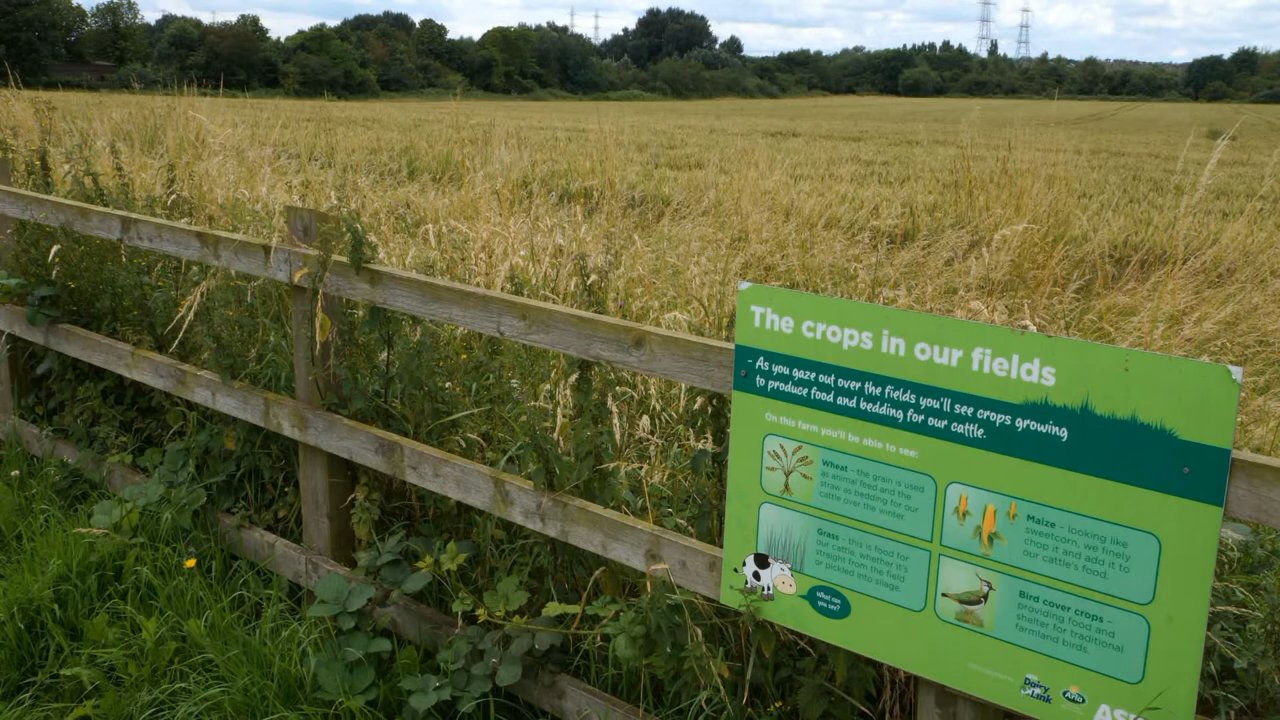 The crops in our fields
- As you gaze out over the fields you'll see crops growing
to produce food and bedding for our cattle.
On this farm you'll be able to see:
Wheat – the grain is used
as animal feed and the
straw as bedding for our
cattle over the winter.
Maize – looking like
sweetcorn, we finely
chop it and add it to
our cattle's food.
Grass – this is food for
our cattle, whether it's
straight from the field
or pickled into silage.
Bird cover crops –
providing food and
shelter for traditional
farmland birds.
What can
you see?
Dairy
Link
Arla